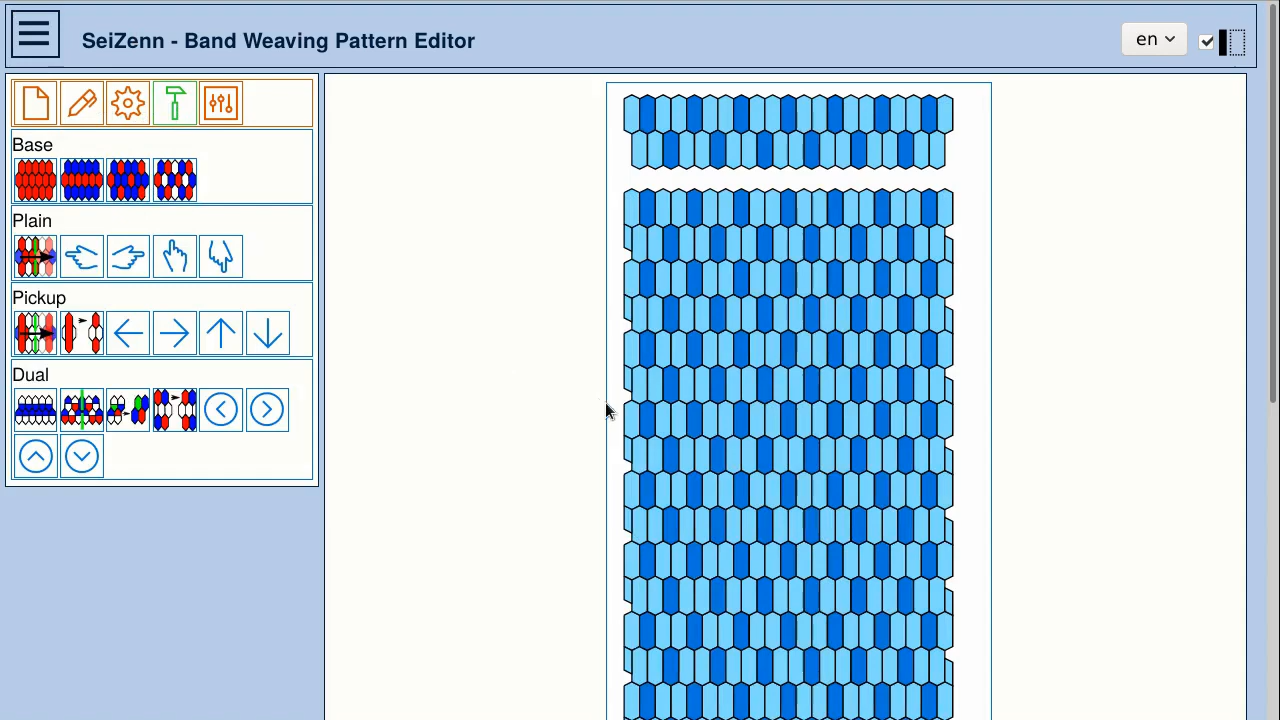 SeiZenn - Band Weaving Pattern Editor
en
Base
Plain
Pickup
Dual